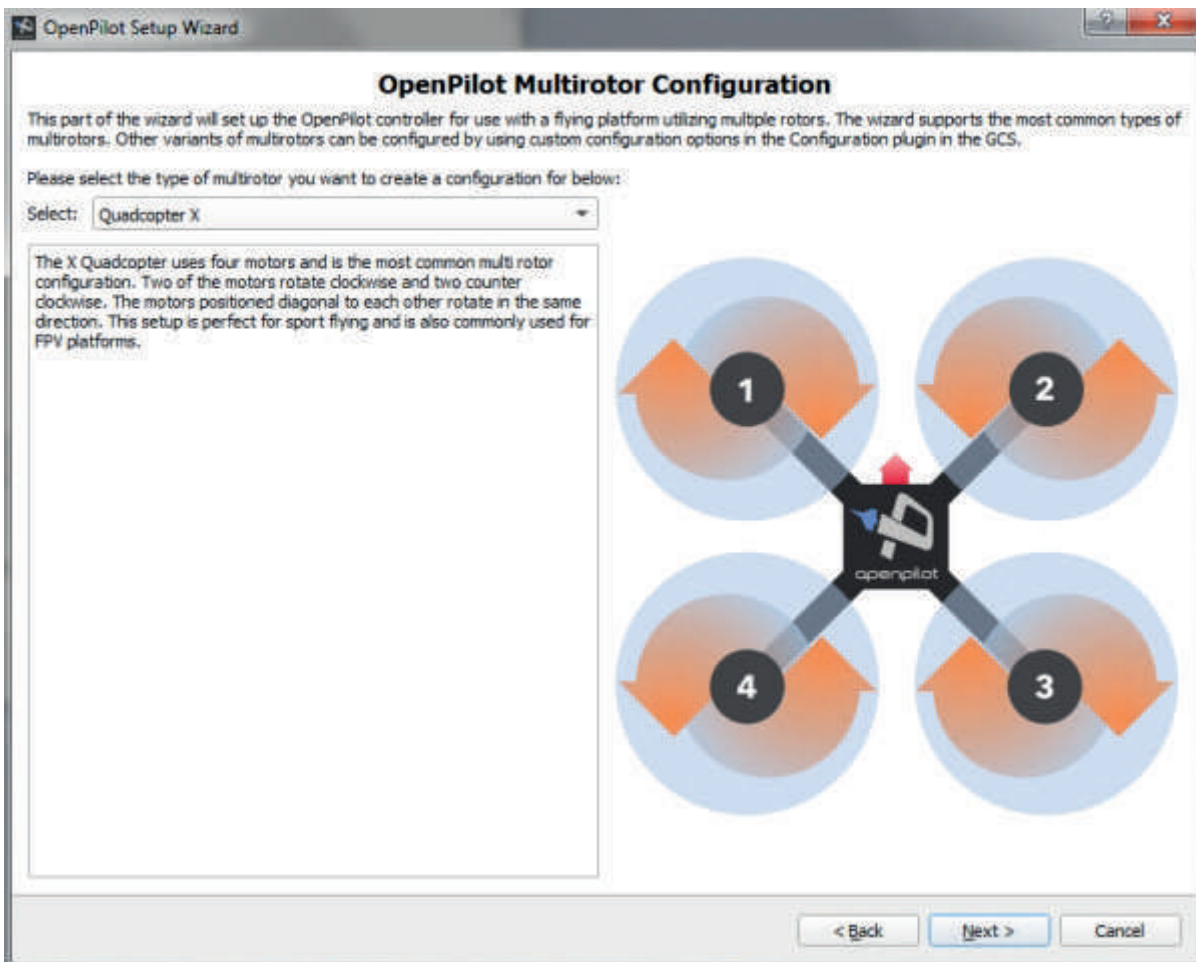 OpenPilot Setup Wizard
OpenPilot Multirotor Configuration
This part of the wizard will set up the OpenPilot controller for use with a flying platform utilizing multiple rotors. The wizard supports the most common types of
multirotors. Other variants of multirotors can be configured by using custom configuration options in the Configuration plugin in the GCS.
Please select the type of multirotor you want to create a configuration for below:
Select: Quadcopter X
The X Quadcopter uses four motors and is the most common multi rotor
configuration. Two of the motors rotate clockwise and two counter
clockwise. The motors positioned diagonal to each other rotate in the same
direction. This setup is perfect for sport flying and is also commonly used for
FPV platforms.
1 2
openpilot
4 3
< Back Next > Cancel